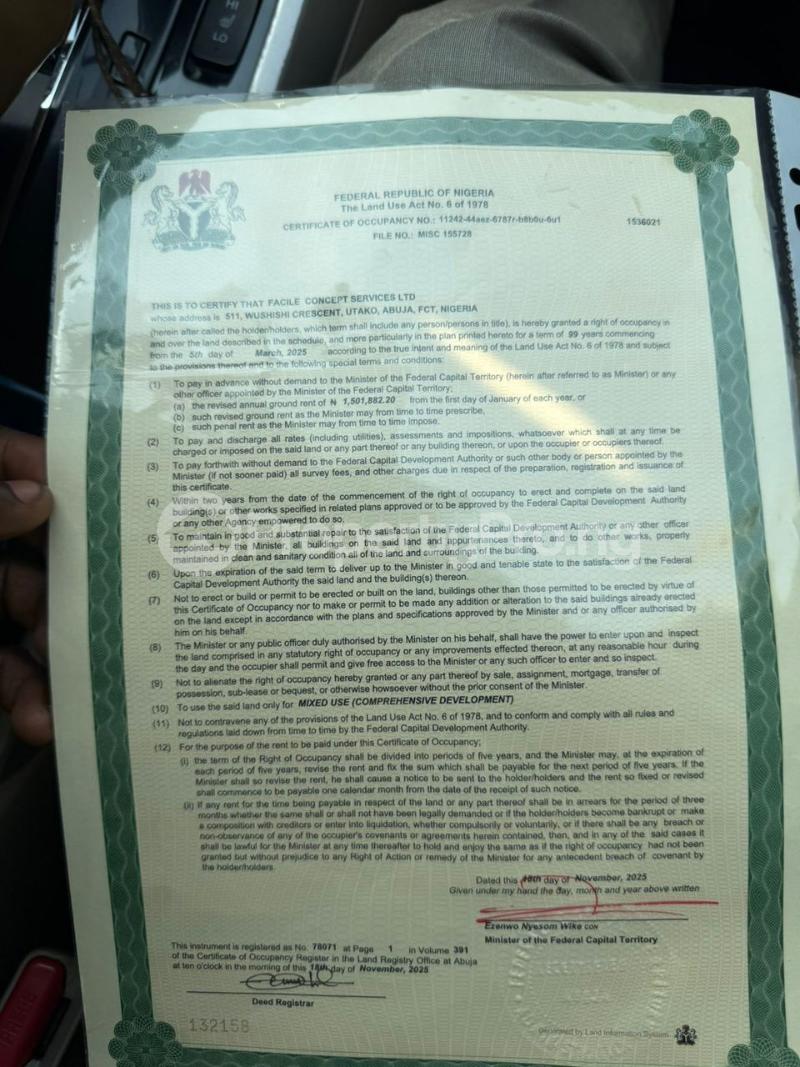 HI
LO
FEDERAL REPUBLIC OF NIGERIA
The Land Use Act No. 6 of 1978
CERTIFICATE OF OCCUPANCY NO.: 11242-44aez-6787r-b8b0u-6u1
1536021
FILE NO.: MISC 155728
THIS IS TO CERTIFY THAT FACILE CONCEPT SERVICES LTD
whose address is 511, WUSHISHI CRESCENT, UTAKO, ABUJA, FCT, NIGERIA
(herein after called the holder/holders, which term shall include any person/persons in title), is hereby granted a right of occupancy in
and over the land described in the schedule, and more particularly in the plan printed hereto for a term of 99 years commencing
from the 5th day of March, 2025 according to the true intent and meaning of the Land Use Act No. 6 of 1978 and subject
to the provisions thereof and to the following special terms and conditions:
(1) To pay in advance without demand to the Minister of the Federal Capital Territory (herein after referred to as Minister) or any
other officer appointed by the Minister of the Federal Capital Territory;
(a) the revised annual ground rent of ₦ 1,501,882.20 from the first day of January of each year, or
(b) such revised ground rent as the Minister may from time to time prescribe,
(c) such penal rent as the Minister may from time to time impose.
(2) To pay and discharge all rates (including utilities), assessments and impositions, whatsoever which shall at any time be
charged or imposed on the said land or any part thereof or any building thereon, or upon the occupier or occupiers thereof.
(3) To pay forthwith without demand to the Federal Capital Development Authority or such other body or person appointed by the
Minister (if not sooner paid) all survey fees, and other charges due in respect of the preparation, registration and issuance of
this certificate.
(4) Within two years from the date of the commencement of the right of occupancy to erect and complete on the said land
building(s) or other works specified in related plans approved or to be approved by the Federal Capital Development Authority
or any other Agency empowered to do so.
(5) To maintain in good and substantial repair to the satisfaction of the Federal Capital Development Authority or any other officer
appointed by the Minister, all buildings on the said land and appurtenances thereto, and to do other works, properly
maintained in clean and sanitary condition all of the land and surroundings of the building.
(6) Upon the expiration of the said term to deliver up to the Minister in good and tenable state to the satisfaction of the Federal
Capital Development Authority the said land and the building(s) thereon.
(7) Not to erect or build or permit to be erected or built on the land, buildings other than those permitted to be erected by virtue of
this Certificate of Occupancy nor to make or permit to be made any addition or alteration to the said buildings already erected
on the land except in accordance with the plans and specifications approved by the Minister and or any officer authorised by
him on his behalf.
(8) The Minister or any public officer duly authorised by the Minister on his behalf, shall have the power to enter upon and inspect
the land comprised in any statutory right of occupancy or any improvements effected thereon, at any reasonable hour during
the day and the occupier shall permit and give free access to the Minister or any such officer to enter and so inspect.
(9) Not to alienate the right of occupancy hereby granted or any part thereof by sale, assignment, mortgage, transfer of
possession, sub-lease or bequest, or otherwise howsoever without the prior consent of the Minister.
(10) To use the said land only for MIXED USE (COMPREHENSIVE DEVELOPMENT)
(11) Not to contravene any of the provisions of the Land Use Act No. 6 of 1978, and to conform and comply with all rules and
regulations laid down from time to time by the Federal Capital Development Authority.
(12) For the purpose of the rent to be paid under this Certificate of Occupancy;
(i) the term of the Right of Occupancy shall be divided into periods of five years, and the Minister may, at the expiration of
each period of five years, revise the rent and fix the sum which shall be payable for the next period of five years. If the
Minister shall so revise the rent, he shall cause a notice to be sent to the holder/holders and the rent so fixed or revised
shall commence to be payable one calendar month from the date of the receipt of such notice.
(ii) If any rent for the time being payable in respect of the land or any part thereof shall be in arrears for the period of three
months whether the same shall or shall not have been legally demanded or if the holder/holders become bankrupt or make
a composition with creditors or enter into liquidation, whether compulsorily or voluntarily, or if there shall be any breach or
non-observance of any of the occupier's covenants or agreements herein contained, then, and in any of the said cases it
shall be lawful for the Minister at any time thereafter to hold and enjoy the same as if the right of occupancy had not been
granted but without prejudice to any Right of Action or remedy of the Minister for any antecedent breach of covenant by
the holder/holders.
Dated this 18th day of November, 2025
Given under my hand the day, month and year above written
Ezenwo Nyesom Wike CON
Minister of the Federal Capital Territory
This instrument is registered as No. 78071 at Page 1 in Volume 391
of the Certificate of Occupancy Register in the Land Registry Office at Abuja
at ten o'clock in the morning of this 18th day of November, 2025
Deed Registrar
132158
Generated by Land Information System